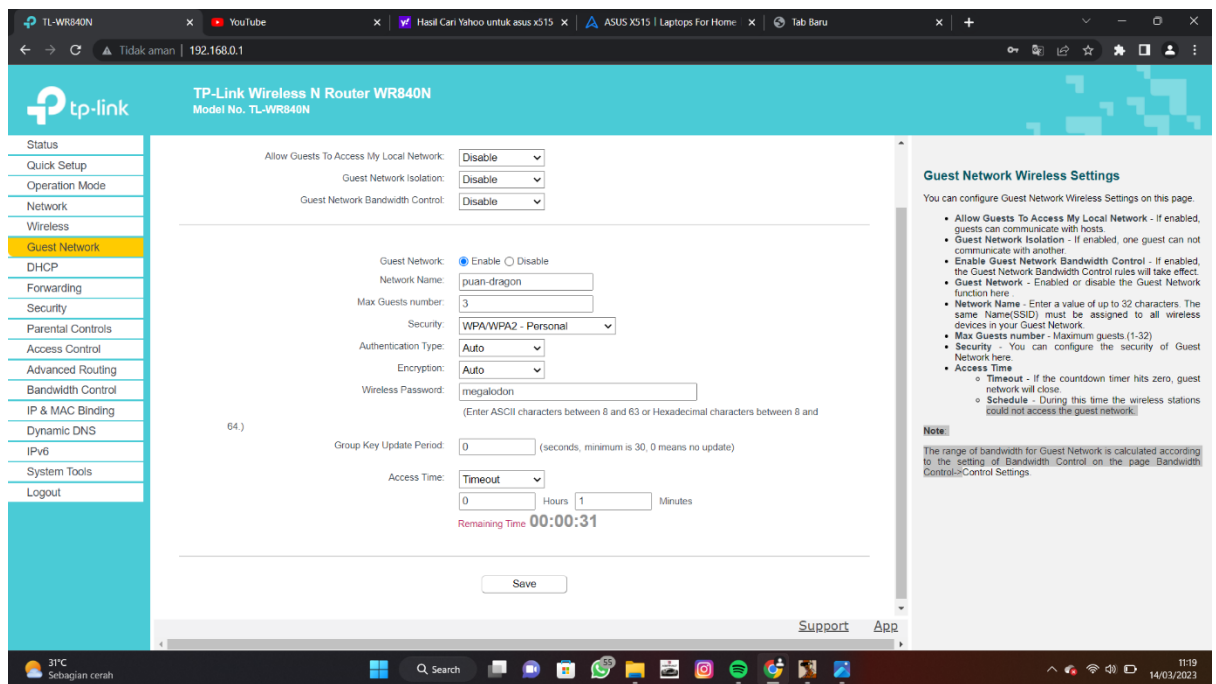 TL-WR840N
YouTube
Hasil Cari Yahoo untuk asus x515
ASUS X515 | Laptops For Home
Tab Baru
Tidak aman | 192.168.0.1
tp-link
TP-Link Wireless N Router WR840N
Model No. TL-WR840N
Status
Quick Setup
Operation Mode
Network
Wireless
Guest Network
DHCP
Forwarding
Security
Parental Controls
Access Control
Advanced Routing
Bandwidth Control
IP & MAC Binding
Dynamic DNS
IPv6
System Tools
Logout
Allow Guests To Access My Local Network: Disable
Guest Network Isolation: Disable
Guest Network Bandwidth Control: Disable
Guest Network: Enable Disable
Network Name: puan-dragon
Max Guests number: 3
Security: WPA/WPA2 - Personal
Authentication Type: Auto
Encryption: Auto
Wireless Password: megalodon
(Enter ASCII characters between 8 and 63 or Hexadecimal characters between 8 and
64.)
Group Key Update Period: 0 (seconds, minimum is 30, 0 means no update)
Access Time: Timeout
0 Hours 1 Minutes
Remaining Time 00:00:31
Save
Support App
Guest Network Wireless Settings
You can configure Guest Network Wireless Settings on this page.
• Allow Guests To Access My Local Network - If enabled,
guests can communicate with hosts.
• Guest Network Isolation - If enabled, one guest can not
communicate with another.
• Enable Guest Network Bandwidth Control - If enabled,
the Guest Network Bandwidth Control rules will take effect.
• Guest Network - Enabled or disable the Guest Network
function here .
• Network Name - Enter a value of up to 32 characters. The
same Name(SSID) must be assigned to all wireless
devices in your Guest Network.
• Max Guests number - Maximum guests.(1-32)
• Security - You can configure the security of Guest
Network here.
• Access Time
Timeout - If the countdown timer hits zero, guest
network will close.
Schedule - During this time the wireless stations
could not access the guest network.
Note:
The range of bandwidth for Guest Network is calculated according
to the setting of Bandwidth Control on the page Bandwidth
Control->Control Settings.
31°C
Sebagian cerah
Search
55
11:19
14/03/2023